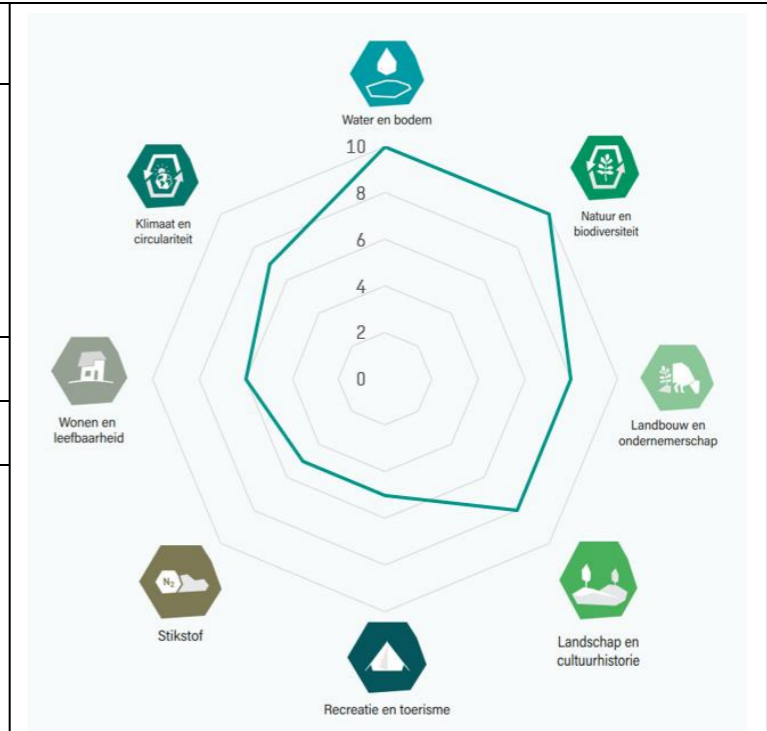 Water en bodem
10
8
6
4
2
0
Natuur en
biodiversiteit
Landbouw en
ondernemerschap
Landschap en
cultuurhistorie
Recreatie en toerisme
N₂
Stikstof
Wonen en
leefbaarheid
Klimaat en
circulariteit